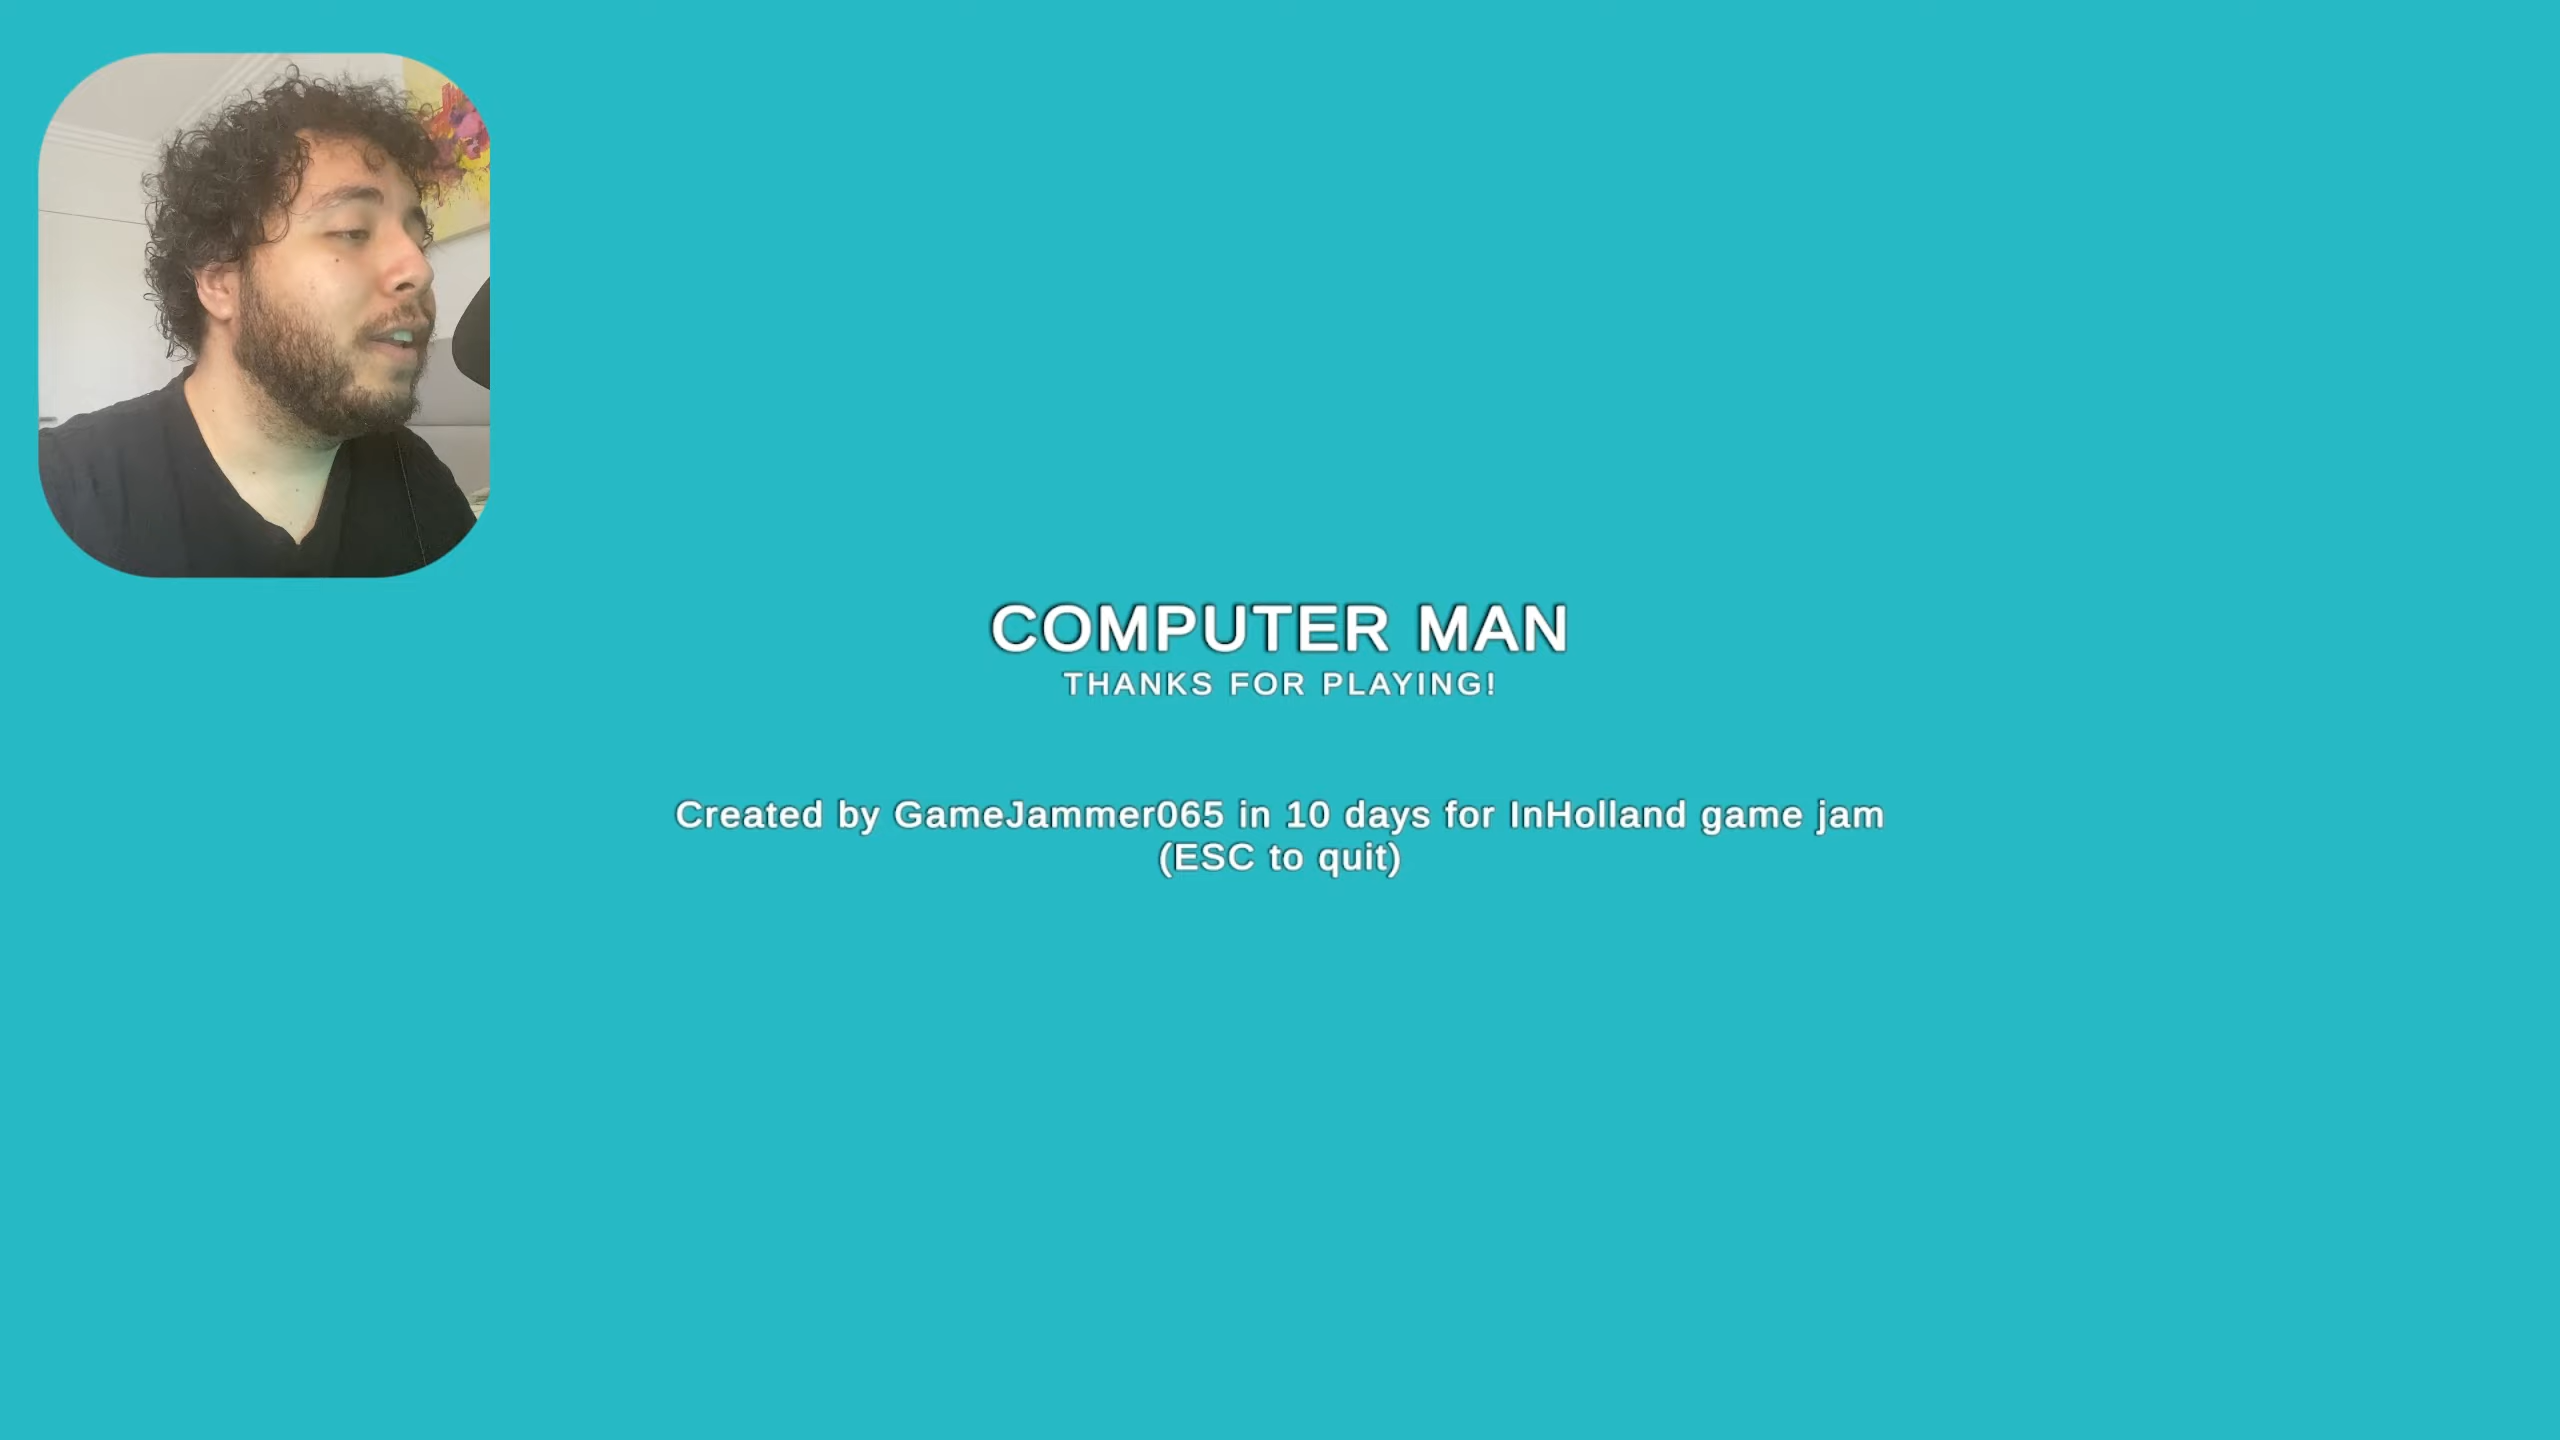 COMPUTER MAN
THANKS FOR PLAYING!
Created by GameJammer065 in 10 days for InHolland game jam
(ESC to quit)